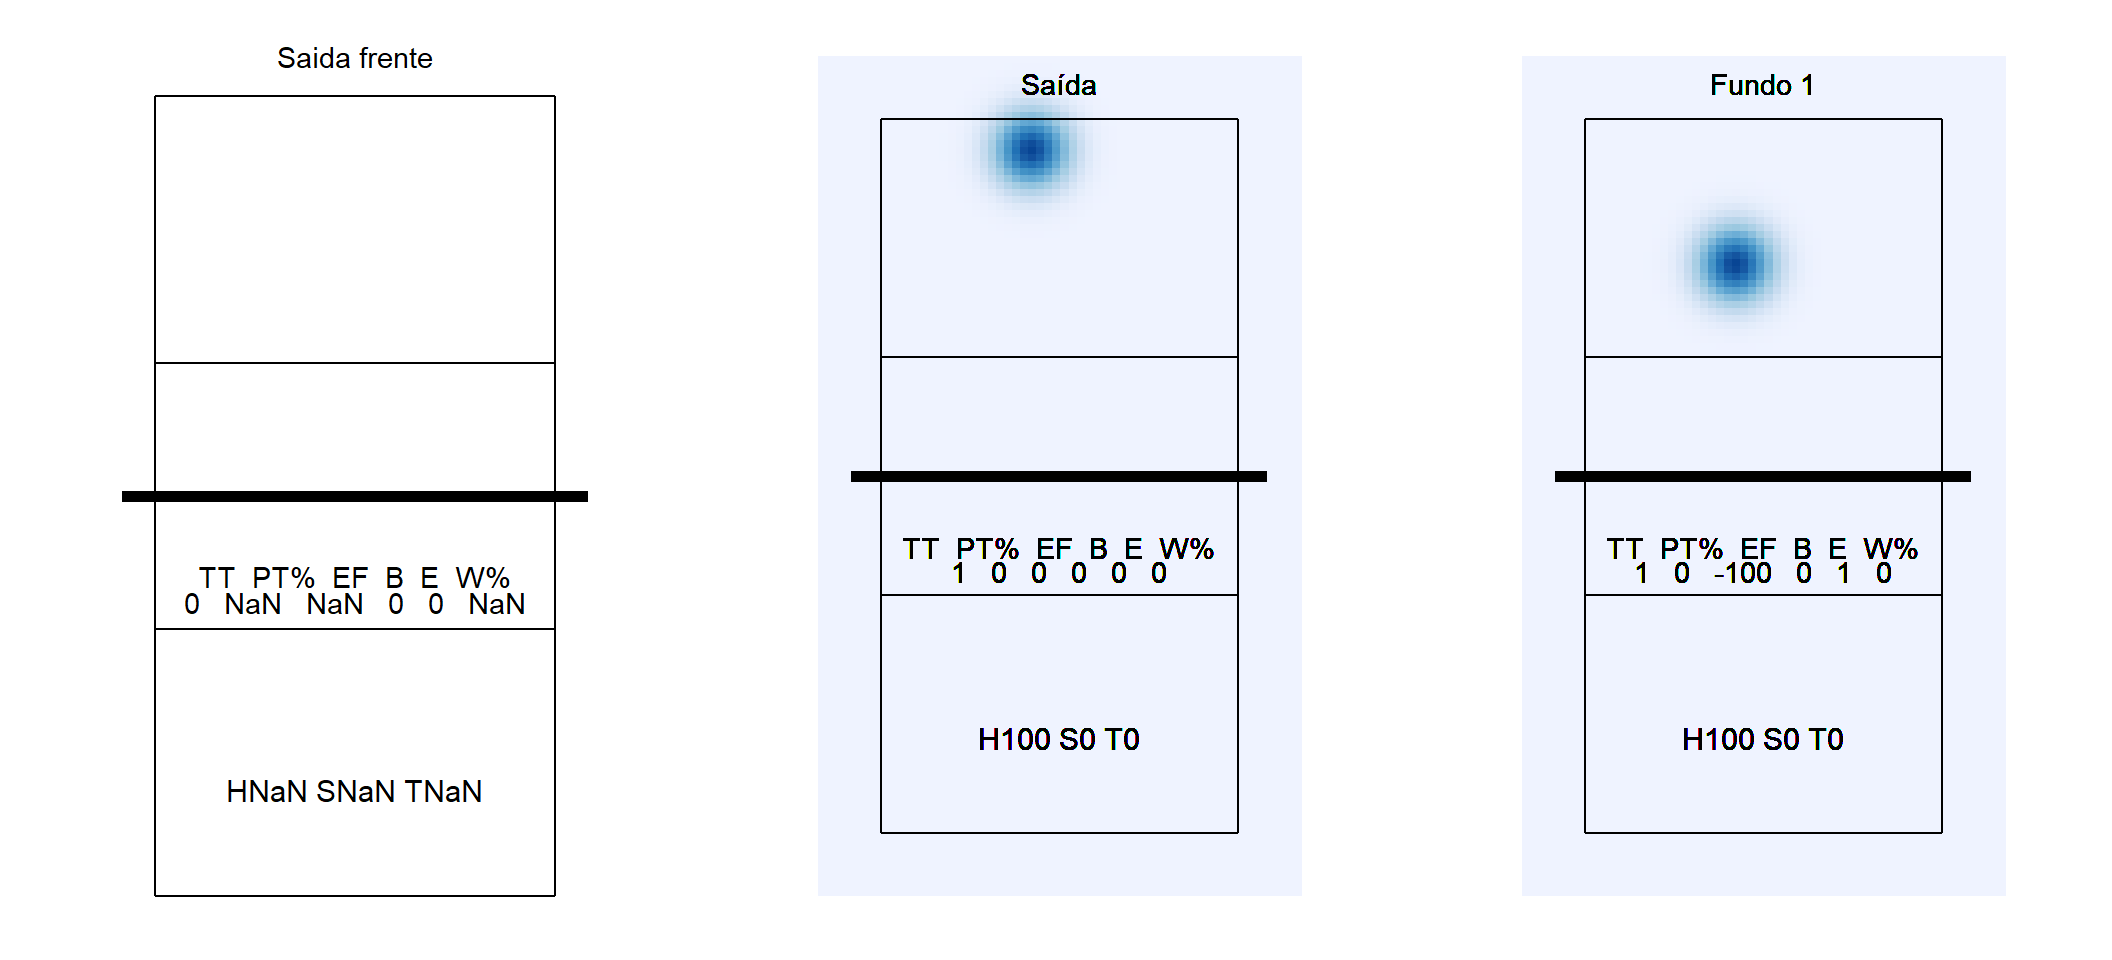 Saida frente
TT PT% EF B E W%
0 NaN NaN 0 0 NaN
HNaN SNaN TNaN
Saída
TT PT% EF B E W%
1 0 0 0 0 0
H100 S0 T0
Fundo 1
TT PT% EF B E W%
1 0 -100 0 1 0
H100 S0 T0